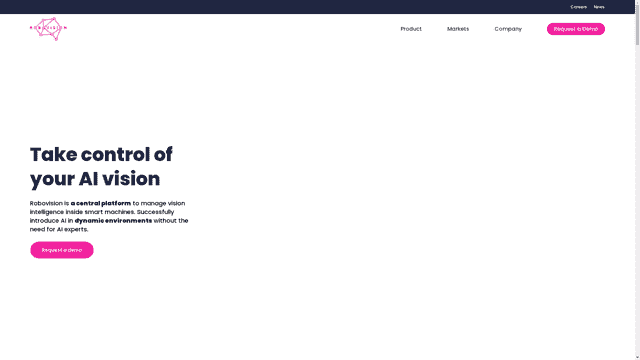 Careers News
ROBOVISION
Product Markets Company Request a Demo
Take control of
your AI vision
Robovision is a central platform to manage vision
intelligence inside smart machines. Successfully
introduce AI in dynamic environments without the
need for AI experts.
Request a Demo